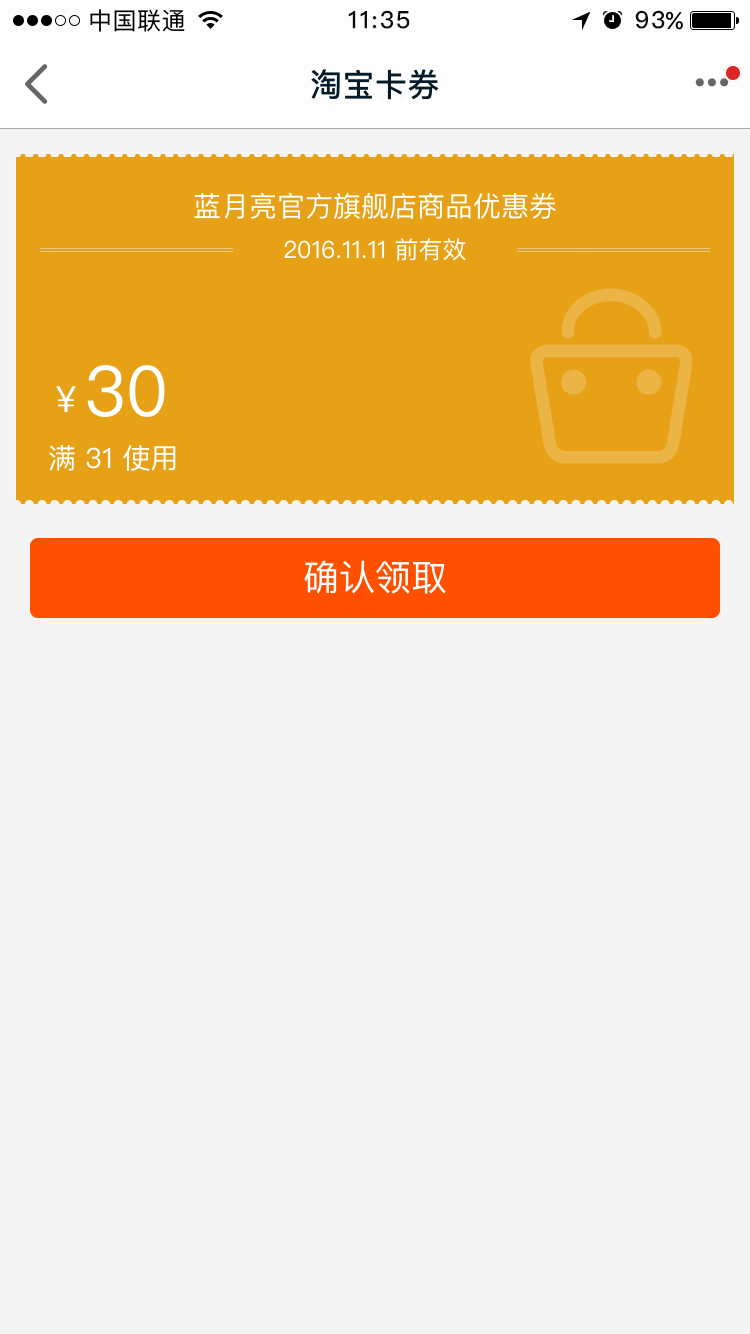 中国联通 11:35 93%
淘宝卡券
蓝月亮官方旗舰店商品优惠券
2016.11.11 前有效
¥ 30
满 31 使用
确认领取